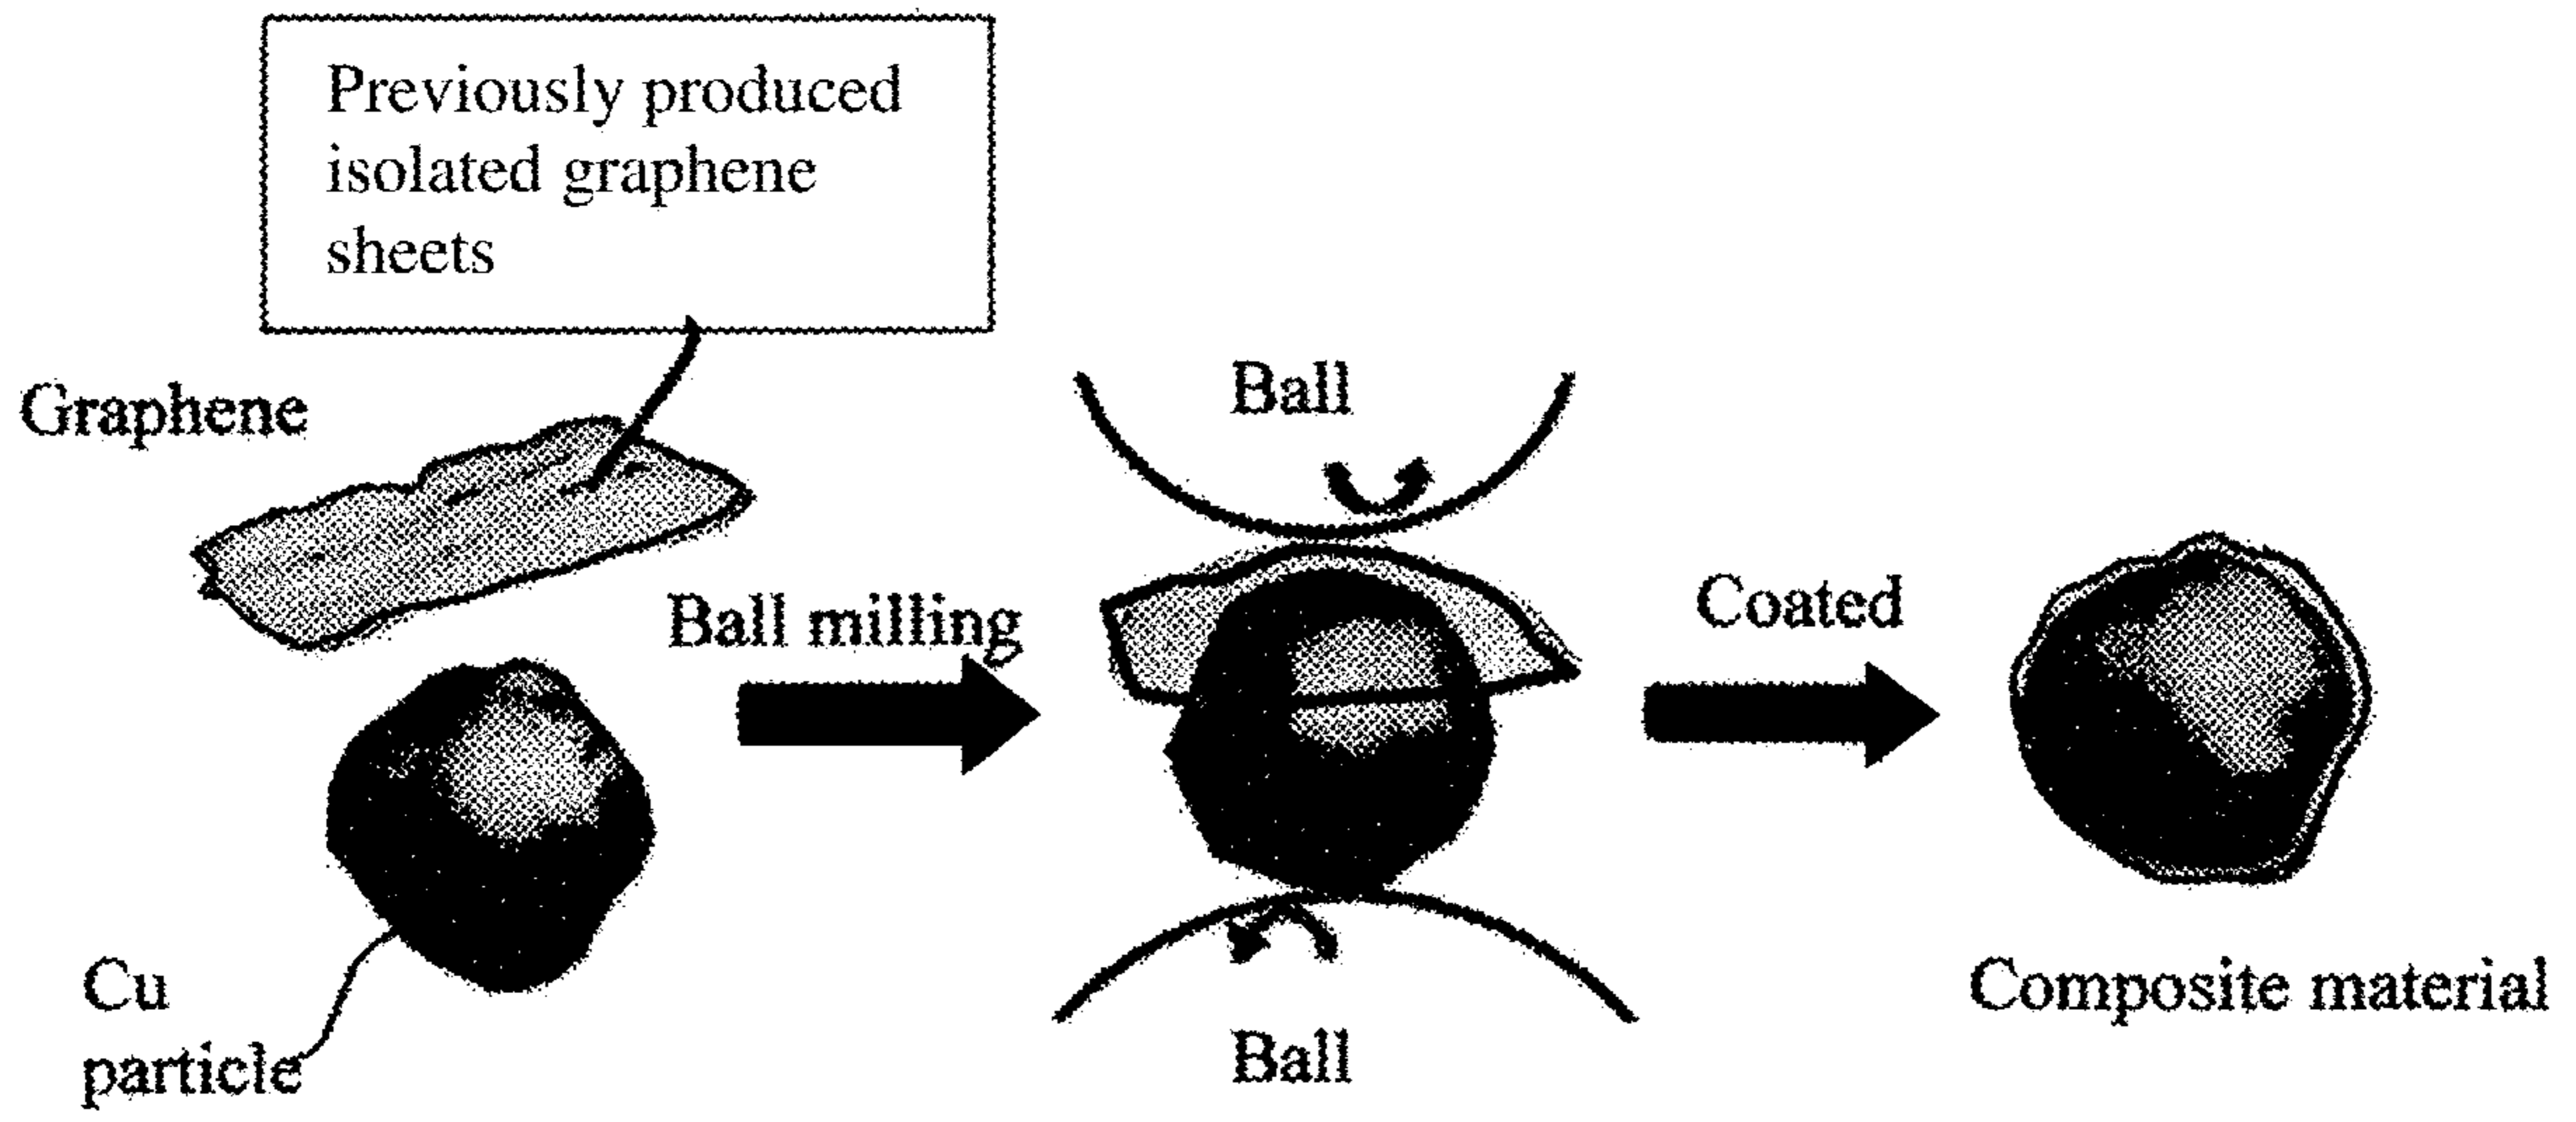 Previously produced
isolated graphene
sheets
Graphene
Cu
particle
Ball milling
Ball
Ball
Coated
Composite material